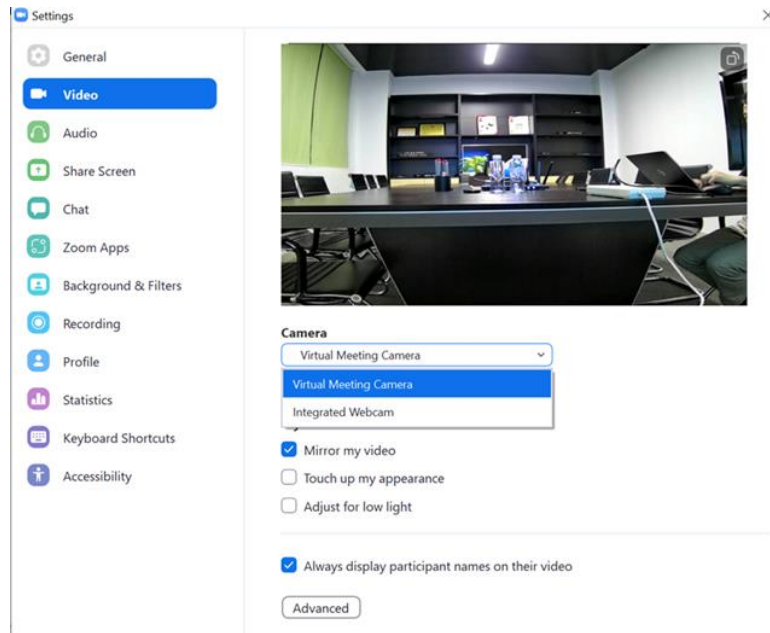 Settings
General
Video
Audio
Share Screen
Chat
Zoom Apps
Background & Filters
Recording
Profile
Statistics
Keyboard Shortcuts
Accessibility
Camera
Virtual Meeting Camera
Virtual Meeting Camera
Integrated Webcam
Mirror my video
Touch up my appearance
Adjust for low light
Always display participant names on their video
Advanced